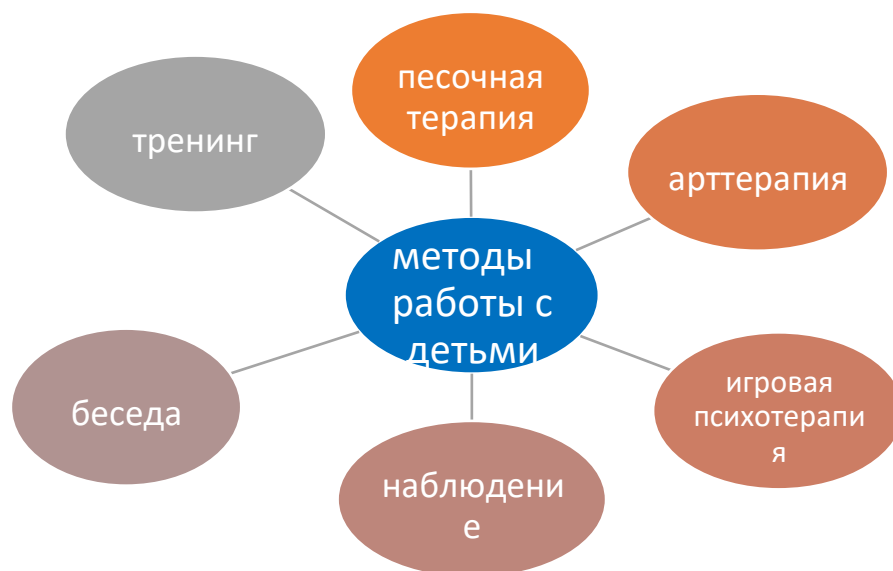 песочная
терапия
тренинг
арттерапия
методы
работы с
детьми
игровая
психотерапи
я
беседа
наблюдени
е